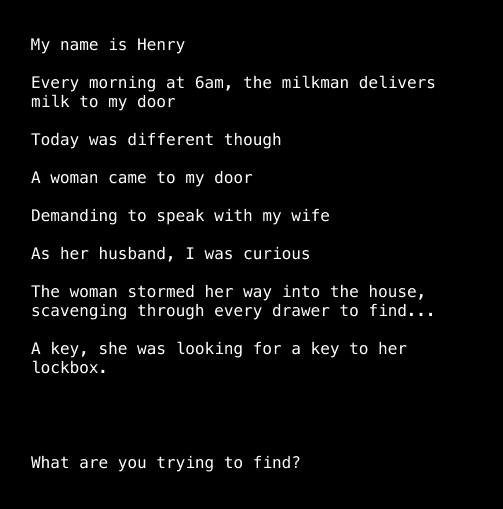 My name is Henry
Every morning at 6am, the milkman delivers
milk to my door
Today was different though
A woman came to my door
Demanding to speak with my wife
As her husband, I was curious
The woman stormed her way into the house,
scavenging through every drawer to find...
A key, she was looking for a key to her
lockbox.
What are you trying to find?